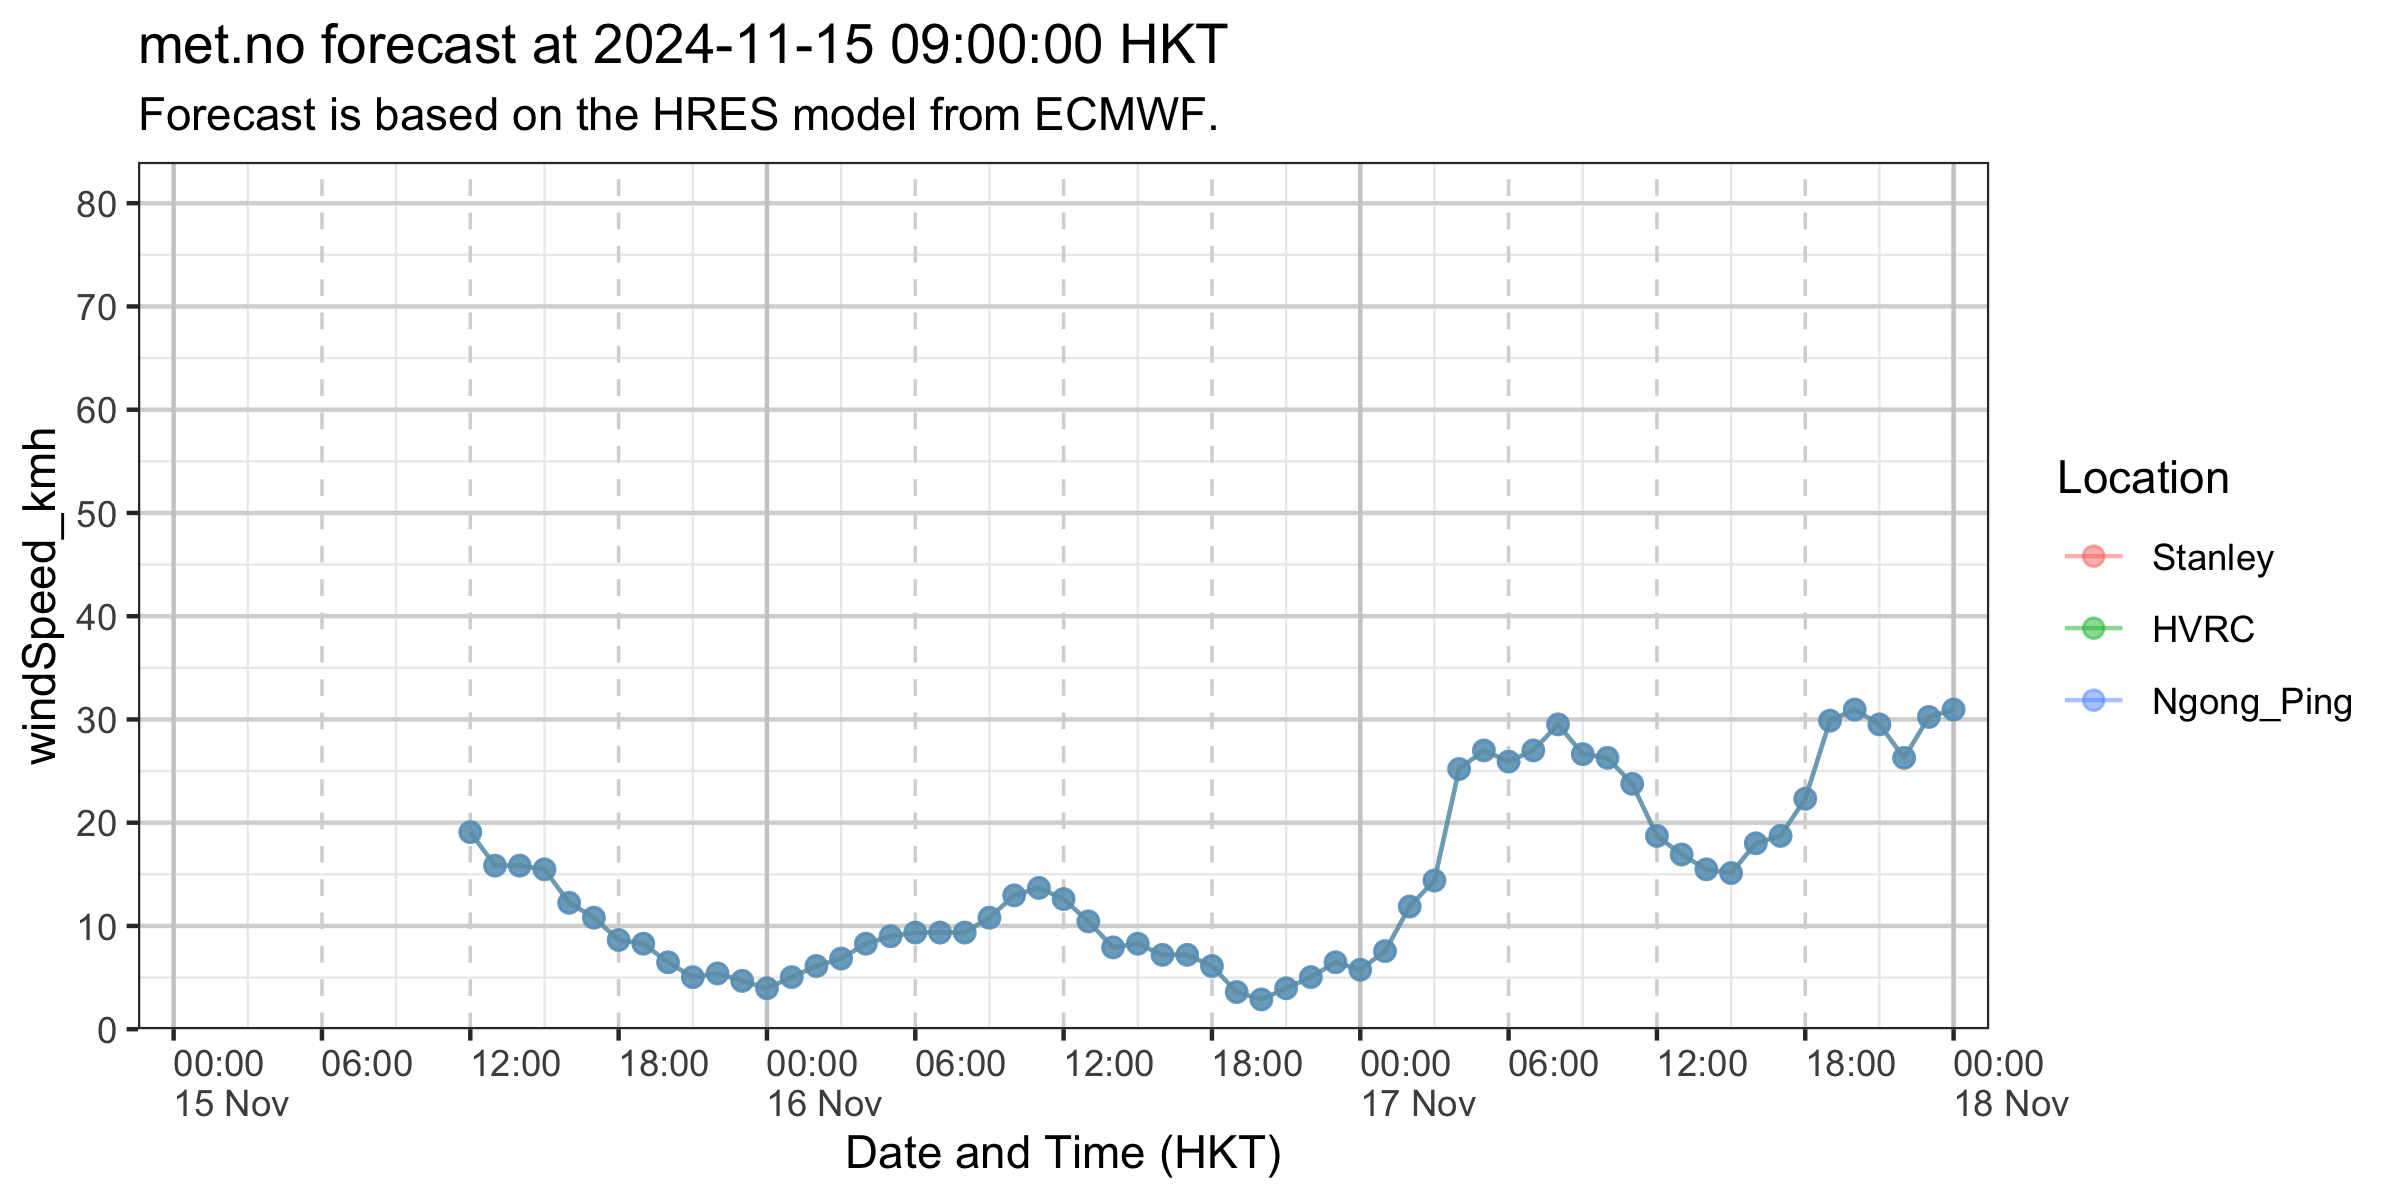 met.no forecast at 2024-11-15 09:00:00 HKT
Forecast is based on the HRES model from ECMWF.
windSpeed_kmh
80
70
60
50
40
30
20
10
0
00:00 06:00 12:00 18:00 00:00 06:00 12:00 18:00 00:00 06:00 12:00 18:00 00:00
15 Nov 16 Nov 17 Nov 18 Nov
Date and Time (HKT)
Location
Stanley
HVRC
Ngong_Ping